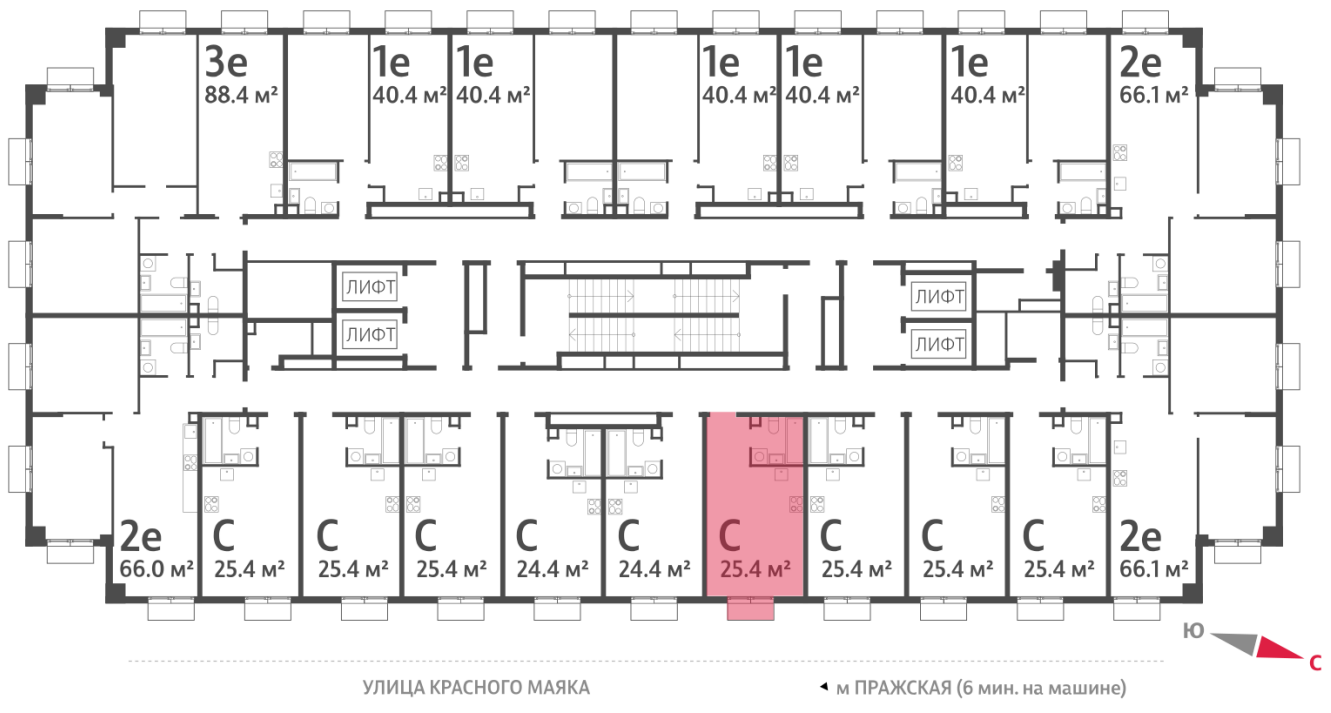 3е
88.4 м²
1е
40.4 м²
1е
40.4 м²
1е
40.4 м²
1е
40.4 м²
1е
40.4 м²
2е
66.1 м²
ЛИФТ
ЛИФТ
ЛИФТ
ЛИФТ
2е
66.0 м²
С
25.4 м²
С
25.4 м²
С
25.4 м²
С
24.4 м²
С
24.4 м²
С
25.4 м²
С
25.4 м²
С
25.4 м²
С
25.4 м²
2е
66.1 м²
Ю
С
УЛИЦА КРАСНОГО МАЯКА
м ПРАЖСКАЯ (6 мин. на машине)